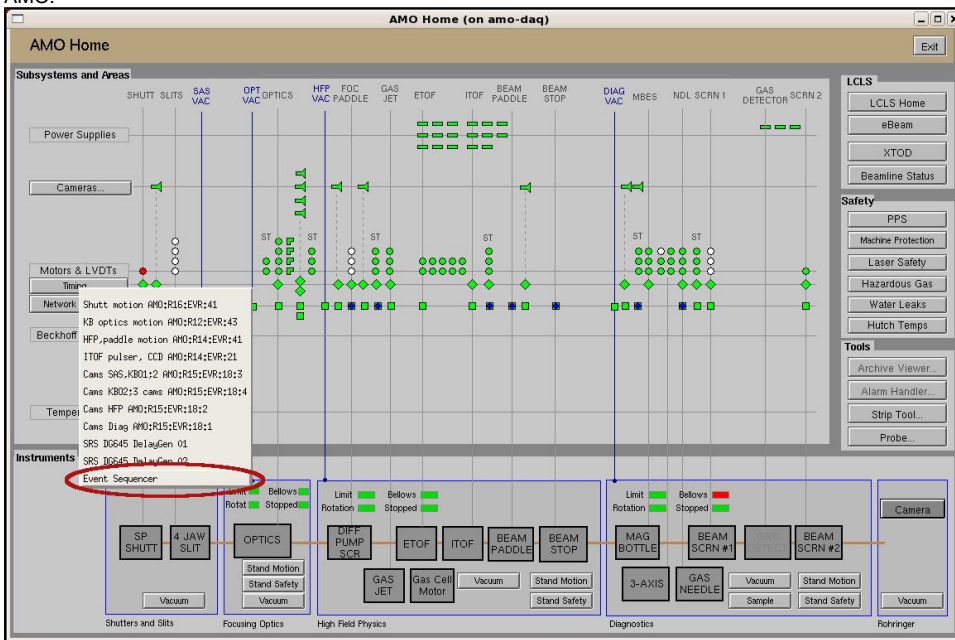 AMO:
AMO Home (on amo-daq)
AMO Home
Exit
Subsystems and Areas
SHUTT SLITS SAS VAC OPT VAC OPTICS HFP VAC FOC PADDLE GAS JET ETOF ITOF BEAM PADDLE BEAM STOP DIAG VAC MBES NDL SCRN 1 GAS DETECTOR SCRN 2
Power Supplies
Cameras...
ST ST ST ST ST ST
Motors & LVDTs
Timing
Network
Beckhoff
Shutt motion AMO:R16:EVR:41
KB optics motion AMO:R12:EVR:43
HFP,paddle motion AMO:R14:EVR:41
ITOF pulser, CCD AMO:R14:EVR:21
Cams SAS,KBO1;2 AMO:R15:EVR:18:3
Cams KBO2;3 cams AMO:R15:EVR:18:4
Cams HFP AMO:R15:EVR:18:2
Cams Diag AMO:R15:EVR:18:1
SRS DG645 DelayGen 01
SRS DG645 DelayGen 02
Event Sequencer
LCLS
LCLS Home
eBeam
XTOD
Beamline Status
Safety
PPS
Machine Protection
Laser Safety
Hazardous Gas
Water Leaks
Hutch Temps
Tools
Archive Viewer...
Alarm Handler...
Strip Tool...
Probe...
Instruments
SP SHUTT
4 JAW SLIT
Vacuum
Shutters and Slits
Limit Bellows
Rotat Stopped
OPTICS
Stand Motion
Stand Safety
Vacuum
Focusing Optics
Limit Bellows
Rotation Stopped
DIFF PUMP SCR
ETOF
ITOF
BEAM PADDLE
BEAM STOP
GAS JET
Gas Cell Motor
Vacuum
Stand Motion
Stand Safety
High Field Physics
Limit Bellows
Rotation Stopped
MAG BOTTLE
BEAM SCRN #1
GAS DETECT
BEAM SCRN #2
3-AXIS
GAS NEEDLE
Vacuum
Stand Motion
Sample
Stand Safety
Diagnostics
Camera
Vacuum
Rohringer